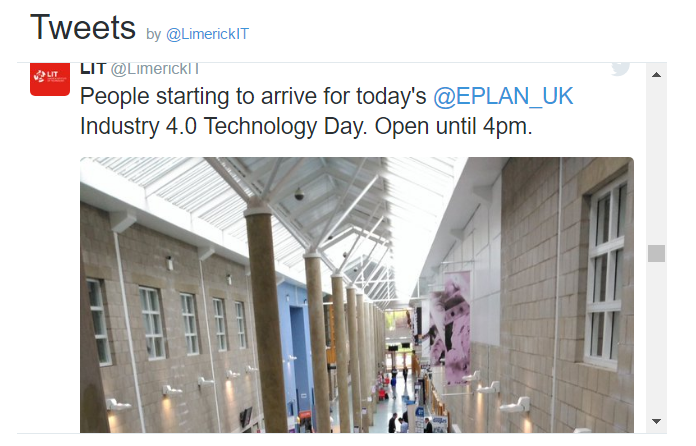 Tweets by @LimerickIT
LIT
LIT @LimerickIT
People starting to arrive for today's @EPLAN_UK
Industry 4.0 Technology Day. Open until 4pm.